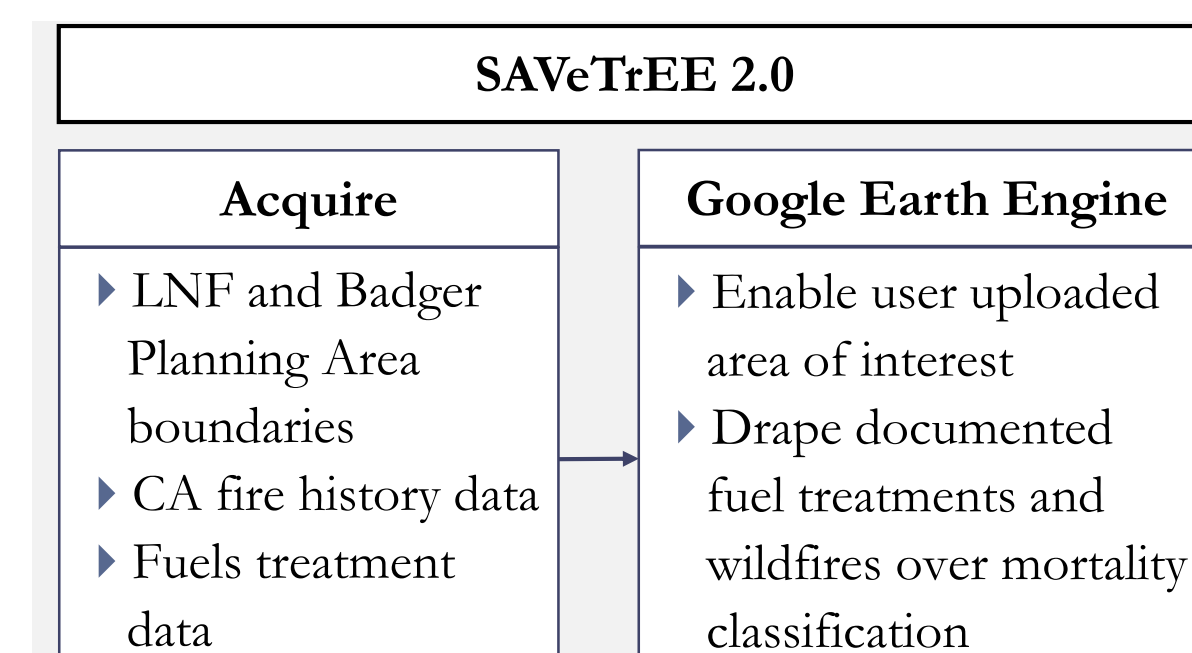 SAVeTrEE 2.0
Acquire
LNF and Badger
Planning Area
boundaries
CA fire history data
Fuels treatment
data
Google Earth Engine
Enable user uploaded
area of interest
Drape documented
fuel treatments and
wildfires over mortality
classification